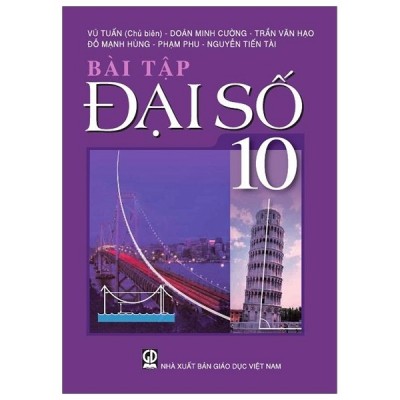 VŨ TUẤN (Chủ biên) - DOÃN MINH CƯỜNG - TRẦN VĂN HẠO
ĐỖ MẠNH HÙNG - PHẠM PHU - NGUYỄN TIẾN TÀI
BÀI TẬP
ĐẠI SỐ
10
NHÀ XUẤT BẢN GIÁO DỤC VIỆT NAM